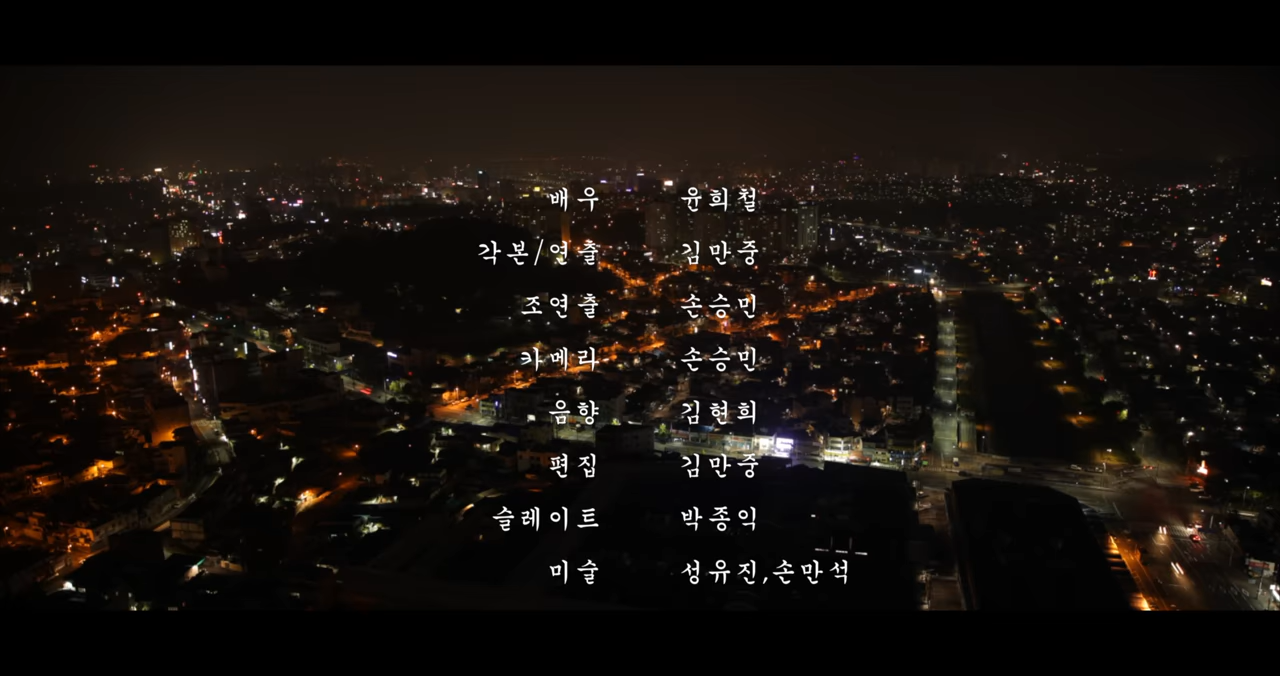 배우 윤희철
각본/연출 김만중
조연출 손승민
카메라 손승민
음향 김현희
편집 김만중
슬레이트 박종익
미술 성유진,손만석